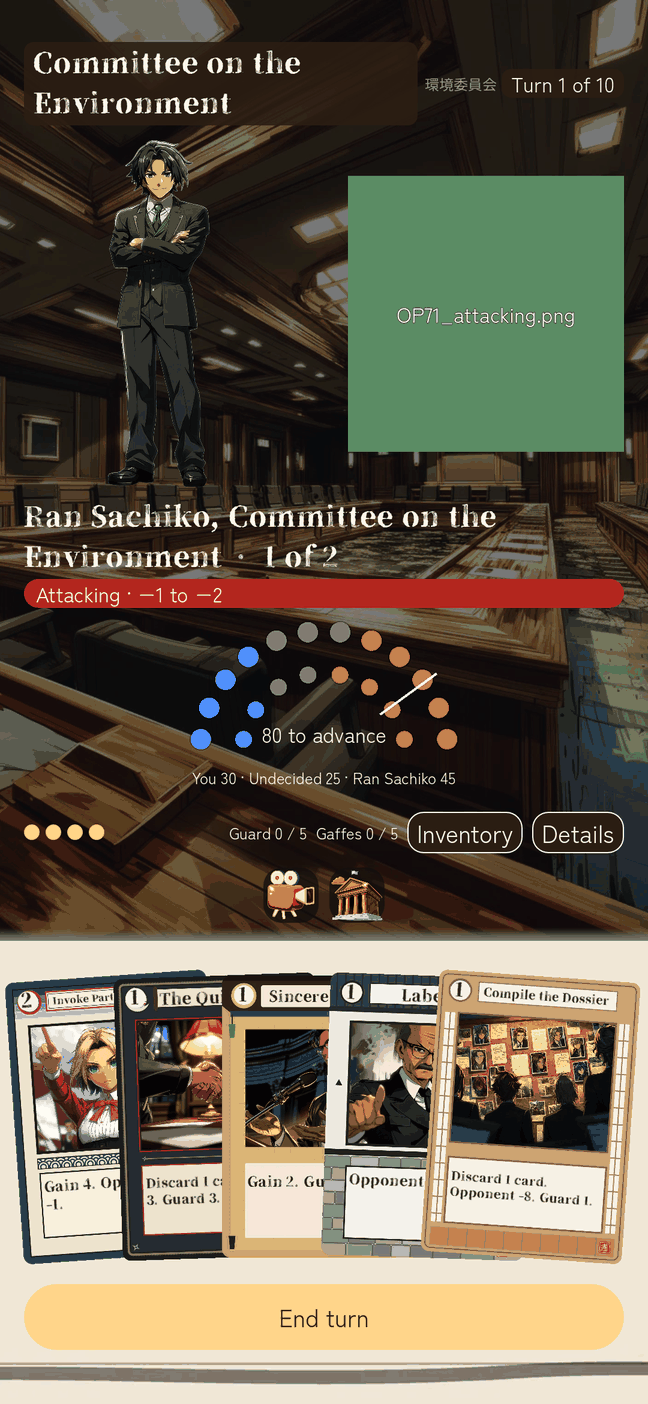 Committee on the
Environment
環境委員会
Turn 1 of 10
OP71_attacking.png
Ran Sachiko, Committee on the
Environment · 1 of 2
Attacking · −1 to −2
80 to advance
You 30 · Undecided 25 · Ran Sachiko 45
Guard 0 / 5 Gaffes 0 / 5
Inventory
Details
2
Invoke Part
Gain 4. Op
-1.
1
The Qui
Discard 1 ca
3. Guard 3.
1
Sincere
Gain 2. Gu
1
Labe
Opponent
1
Compile the Dossier
Discard 1 card.
Opponent -8. Guard 1.
End turn